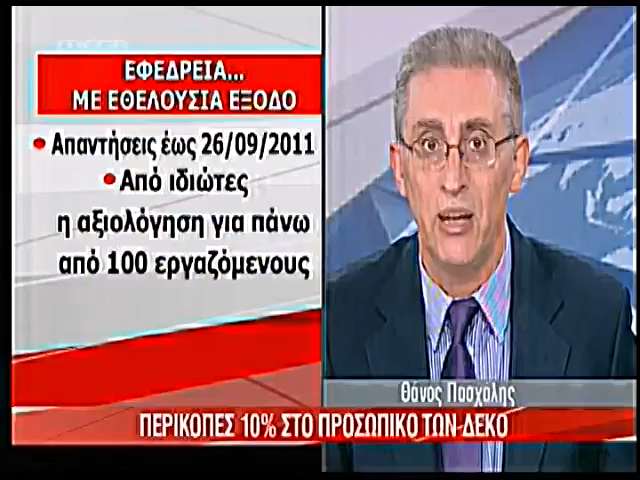 ΕΦΕΔΡΕΙΑ...
ΜΕ ΕΘΕΛΟΥΣΙΑ ΕΞΟΔΟ
• Απαντήσεις έως 26/09/2011
• Από ιδιώτες
η αξιολόγηση για πάνω
από 100 εργαζόμενους
Θάνος Πασχάλης
ΠΕΡΙΚΟΠΕΣ 10% ΣΤΟ ΠΡΟΣΩΠΙΚΟ ΤΩΝ ΔΕΚΟ